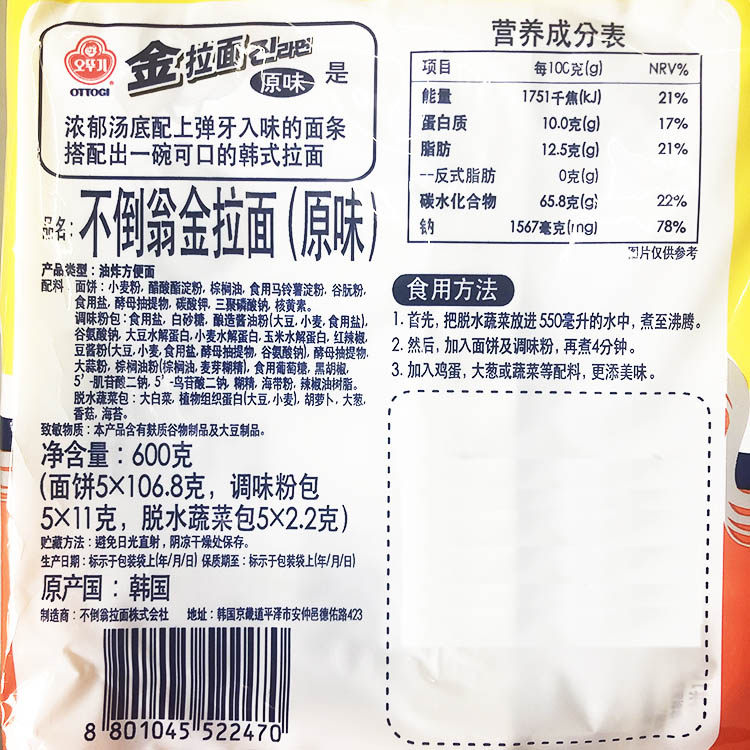 오뚜기
OTTOGI
金拉面 진라면
原味 是
浓郁汤底配上弹牙入味的面条
搭配出一碗可口的韩式拉面
品名: 不倒翁金拉面(原味)
产品类型：油炸方便面
配料：面饼：小麦粉, 醋酸酯淀粉, 棕榈油, 食用马铃薯淀粉, 谷朊粉,
食用盐, 酵母抽提物, 碳酸钾, 三聚磷酸钠, 核黄素。
调味粉包：食用盐, 白砂糖, 酿造酱油粉(大豆, 小麦, 食用盐),
谷氨酸钠, 大豆水解蛋白, 小麦水解蛋白, 玉米水解蛋白, 红辣椒,
豆酱粉(大豆, 小麦, 食用盐, 酵母抽提物, 谷氨酸钠), 酵母抽提物,
大蒜粉, 棕榈油粉(棕榈油, 麦芽糊精), 食用葡萄糖, 黑胡椒,
5'-肌苷酸二钠, 5'-鸟苷酸二钠, 糊精, 海带粉, 辣椒油树脂。
脱水蔬菜包：大白菜, 植物组织蛋白(大豆, 小麦), 胡萝卜, 大葱,
香菇, 海苔。
致敏物质：本产品含有麸质谷物制品及大豆制品。
净含量：600克
(面饼5×106.8克，调味粉包
5×11克，脱水蔬菜包5×2.2克)
贮藏方法：避免日光直射，阴凉干燥处保存。
生产日期：标示于包装袋上(年/月/日) 保质期至：标示于包装袋上(年/月/日)
原产国：韩国
制造商：不倒翁拉面株式会社 地址：韩国京畿道平泽市安仲邑德佑路423
8 801045 522470
营养成分表
项目 每100克(g) NRV%
能量 1751千焦(kJ) 21%
蛋白质 10.0克(g) 17%
脂肪 12.5克(g) 21%
--反式脂肪 0克(g)
碳水化合物 65.8克(g) 22%
钠 1567毫克(mg) 78%
图片仅供参考
食用方法
1. 首先, 把脱水蔬菜放进550毫升的水中，煮至沸腾。
2. 然后, 加入面饼及调味粉，再煮4分钟。
3. 加入鸡蛋, 大葱或蔬菜等配料，更添美味。